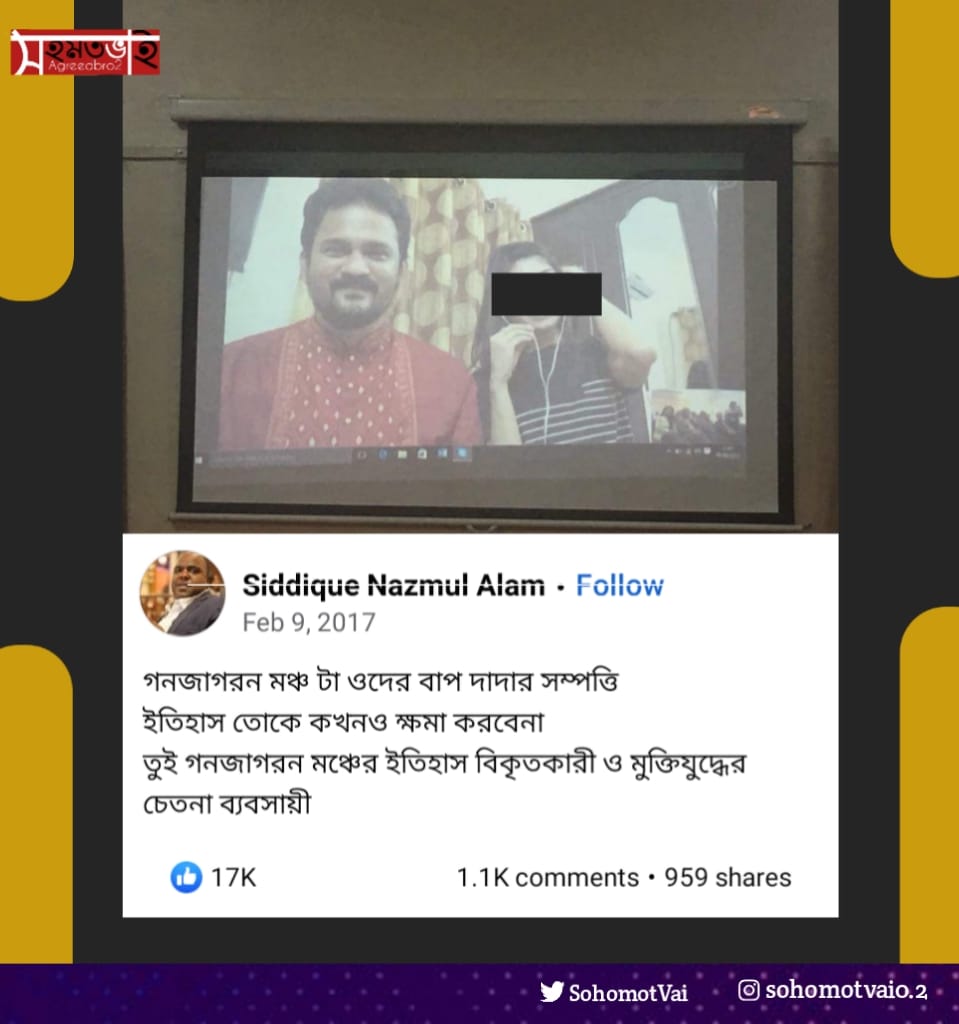 সহমতভাই
Agreeabro2
Siddique Nazmul Alam • Follow
Feb 9, 2017
গনজাগরন মঞ্চ টা ওদের বাপ দাদার সম্পত্তি
ইতিহাস তোকে কখনও ক্ষমা করবেনা
তুই গনজাগরন মঞ্চের ইতিহাস বিকৃতকারী ও মুক্তিযুদ্ধের
চেতনা ব্যবসায়ী
17K
1.1K comments • 959 shares
SohomotVai
sohomotvaio.2